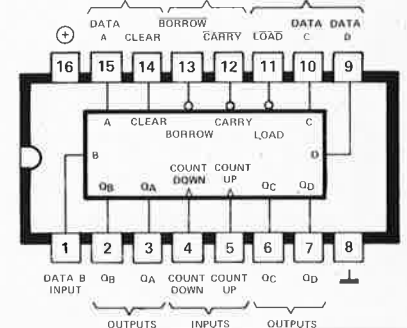 DATA BORROW DATA DATA
A CLEAR CARRY LOAD C D
+
16 15 14 13 12 11 10 9
A CLEAR CARRY C
BORROW LOAD
B D
COUNT COUNT
DOWN UP
QB QA QC QD
1 2 3 4 5 6 7 8
DATA B QB QA COUNT COUNT QC QD
INPUT DOWN UP
OUTPUTS INPUTS OUTPUTS